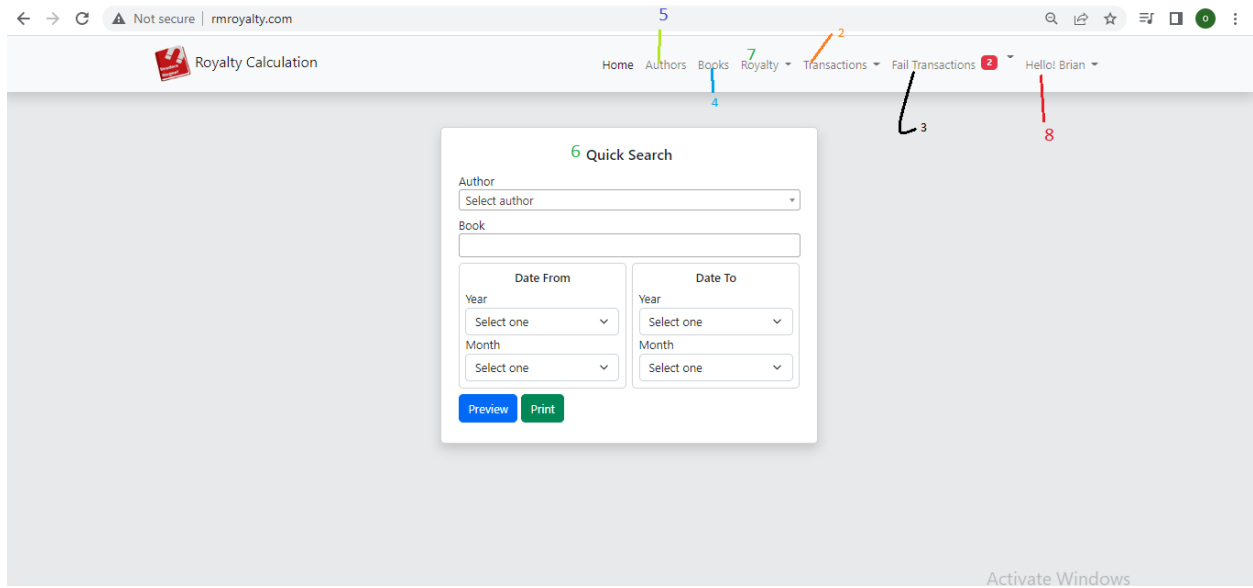 Not secure | rmroyalty.com
5
2
Royalty Calculation
7
Home Authors Books Royalty Transactions Fail Transactions 2 Hello! Brian
4
3
8
6 Quick Search
Author
Select author
Book
Date From Date To
Year Year
Select one Select one
Month Month
Select one Select one
Preview Print
Activate Windows